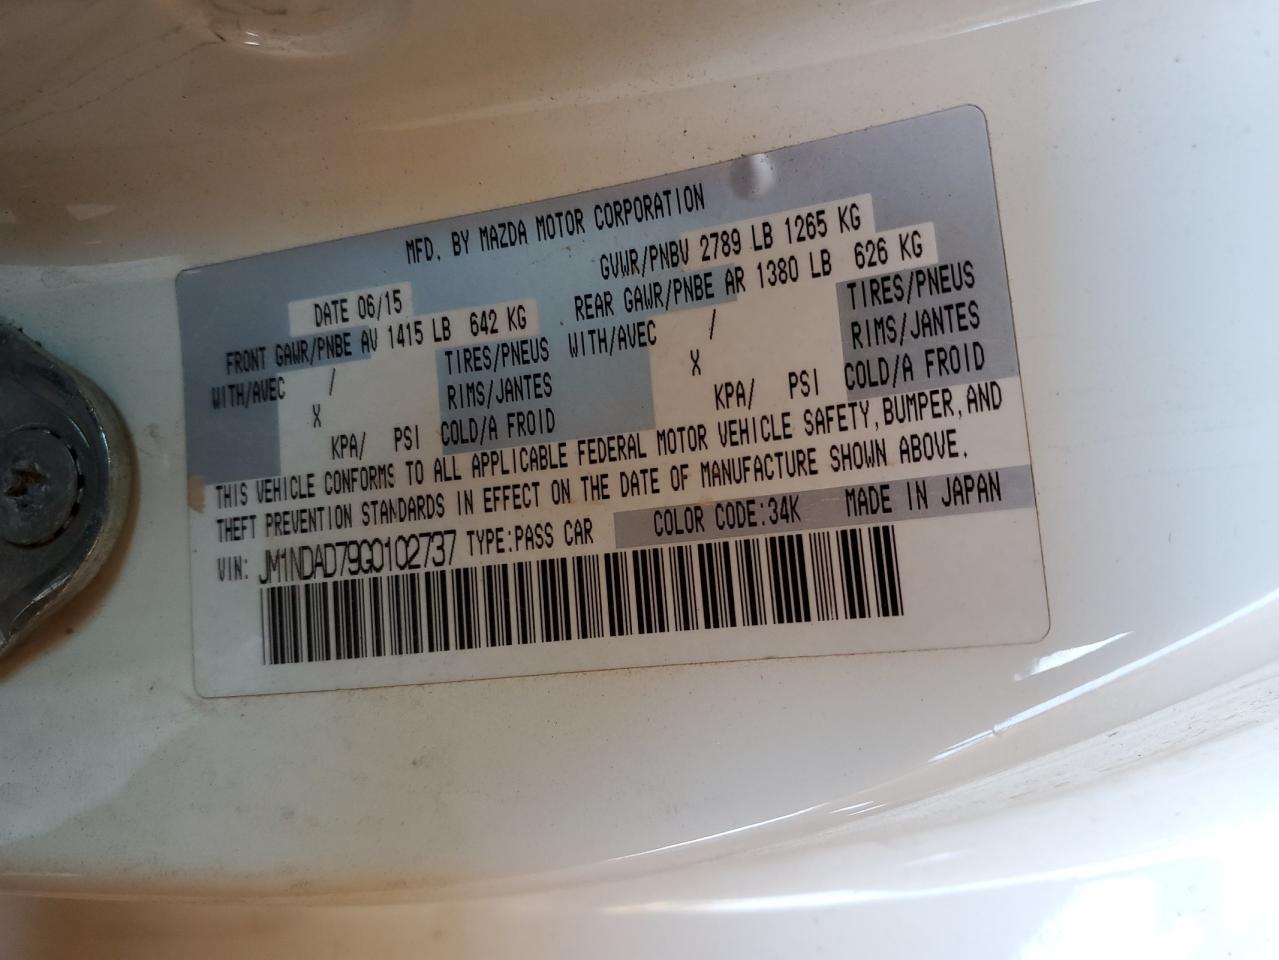 MFD. BY MAZDA MOTOR CORPORATION
DATE 06/15 GVWR/PNBV 2789 LB 1265 KG
FRONT GAWR/PNBE AV 1415 LB 642 KG REAR GAWR/PNBE AR 1380 LB 626 KG
WITH/AVEC / TIRES/PNEUS WITH/AVEC / TIRES/PNEUS
X RIMS/JANTES X RIMS/JANTES
KPA/ PSI COLD/A FROID KPA/ PSI COLD/A FROID
THIS VEHICLE CONFORMS TO ALL APPLICABLE FEDERAL MOTOR VEHICLE SAFETY, BUMPER, AND
THEFT PREVENTION STANDARDS IN EFFECT ON THE DATE OF MANUFACTURE SHOWN ABOVE.
VIN: JM1NDAD79G0102737 TYPE:PASS CAR COLOR CODE:34K MADE IN JAPAN